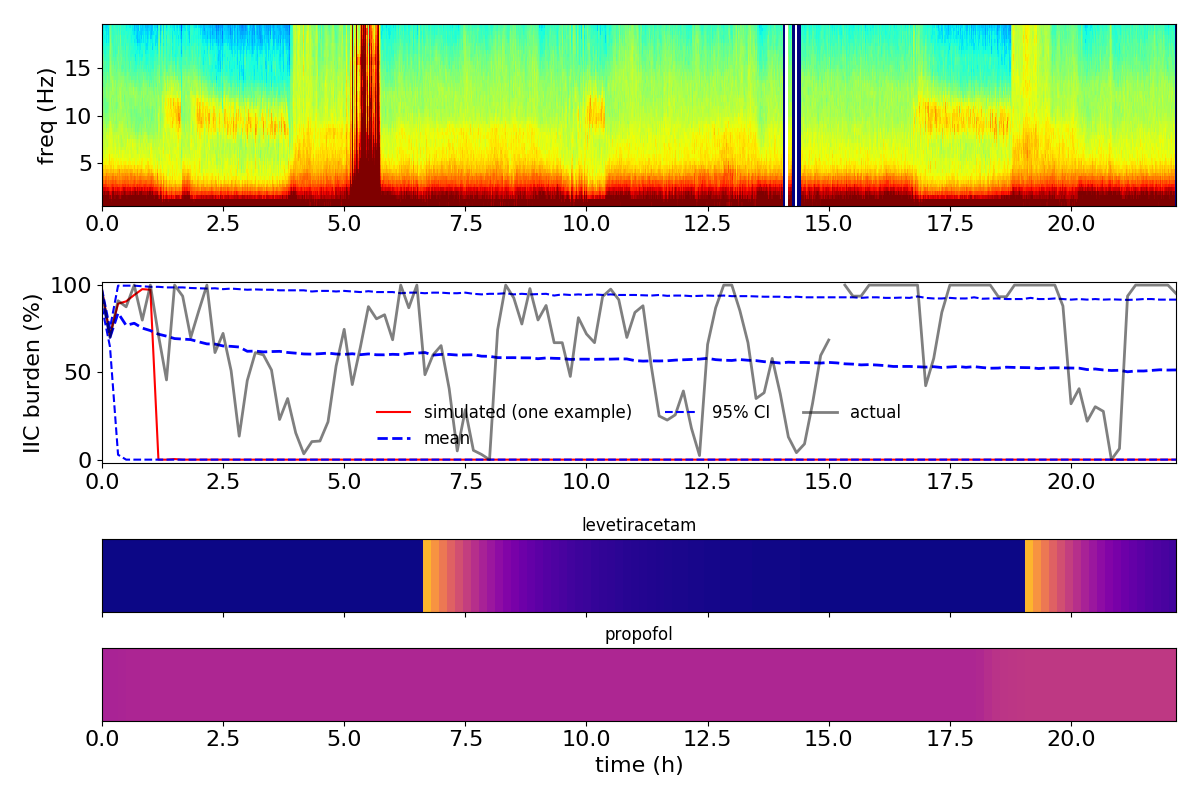 freq (Hz)
15
10
5
0.0 2.5 5.0 7.5 10.0 12.5 15.0 17.5 20.0
IIC burden (%)
100
50
0
simulated (one example) 95% CI actual
mean
0.0 2.5 5.0 7.5 10.0 12.5 15.0 17.5 20.0
levetiracetam
propofol
0.0 2.5 5.0 7.5 10.0 12.5 15.0 17.5 20.0
time (h)